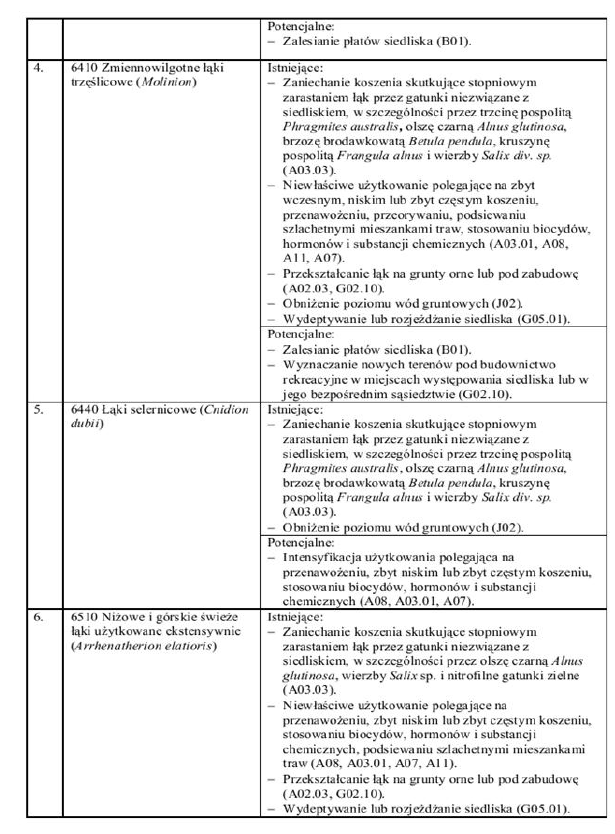 Potencjalne:
– Zalesianie płatów siedliska (B01).
4. 6410 Zmiennowilgotne łąki
trzęślicowe (Molinion)
Istniejące:
– Zaniechanie koszenia skutkujące stopniowym
zarastaniem łąk przez gatunki niezwiązane z
siedliskiem, w szczególności przez trzcinę pospolitą
Phragmites australis, olszę czarną Alnus glutinosa,
brzozę brodawkowatą Betula pendula, kruszynę
pospolitą Frangula alnus i wierzby Salix div. sp.
(A03.03).
– Niewłaściwe użytkowanie polegające na zbyt
wczesnym, niskim lub zbyt częstym koszeniu,
przenawożeniu, przeorywaniu, podsiewaniu
szlachetnymi mieszankami traw, stosowaniu biocydów,
hormonów i substancji chemicznych (A03.01, A08,
A11, A07).
– Przekształcanie łąk na grunty orne lub pod zabudowę
(A02.03, G02.10).
– Obniżenie poziomu wód gruntowych (J02).
– Wydeptywanie lub rozjeżdżanie siedliska (G05.01).
Potencjalne:
– Zalesianie płatów siedliska (B01).
– Wyznaczanie nowych terenów pod budownictwo
rekreacyjne w miejscach występowania siedliska lub w
jego bezpośrednim sąsiedztwie (G02.10).
5. 6440 Łąki selernicowe (Cnidion
dubii)
Istniejące:
– Zaniechanie koszenia skutkujące stopniowym
zarastaniem łąk przez gatunki niezwiązane z
siedliskiem, w szczególności przez trzcinę pospolitą
Phragmites australis, olszę czarną Alnus glutinosa,
brzozę brodawkowatą Betula pendula, kruszynę
pospolitą Frangula alnus i wierzby Salix div. sp.
(A03.03).
– Obniżenie poziomu wód gruntowych (J02).
Potencjalne:
– Intensyfikacja użytkowania polegająca na
przenawożeniu, zbyt niskim lub zbyt częstym koszeniu,
stosowaniu biocydów, hormonów i substancji
chemicznych (A08, A03.01, A07).
6. 6510 Niżowe i górskie świeże
łąki użytkowane ekstensywnie
(Arrhenatherion elatioris)
Istniejące:
– Zaniechanie koszenia skutkujące stopniowym
zarastaniem łąk przez gatunki niezwiązane z
siedliskiem, w szczególności przez olszę czarną Alnus
glutinosa, wierzby Salix sp. i nitrofilne gatunki zielne
(A03.03).
– Niewłaściwe użytkowanie polegające na
przenawożeniu, zbyt niskim lub zbyt częstym koszeniu,
stosowaniu biocydów, hormonów i substancji
chemicznych, podsiewaniu szlachetnymi mieszankami
traw (A08, A03.01, A07, A11).
– Przekształcanie łąk na grunty orne lub pod zabudowę
(A02.03, G02.10).
– Wydeptywanie lub rozjeżdżanie siedliska (G05.01).